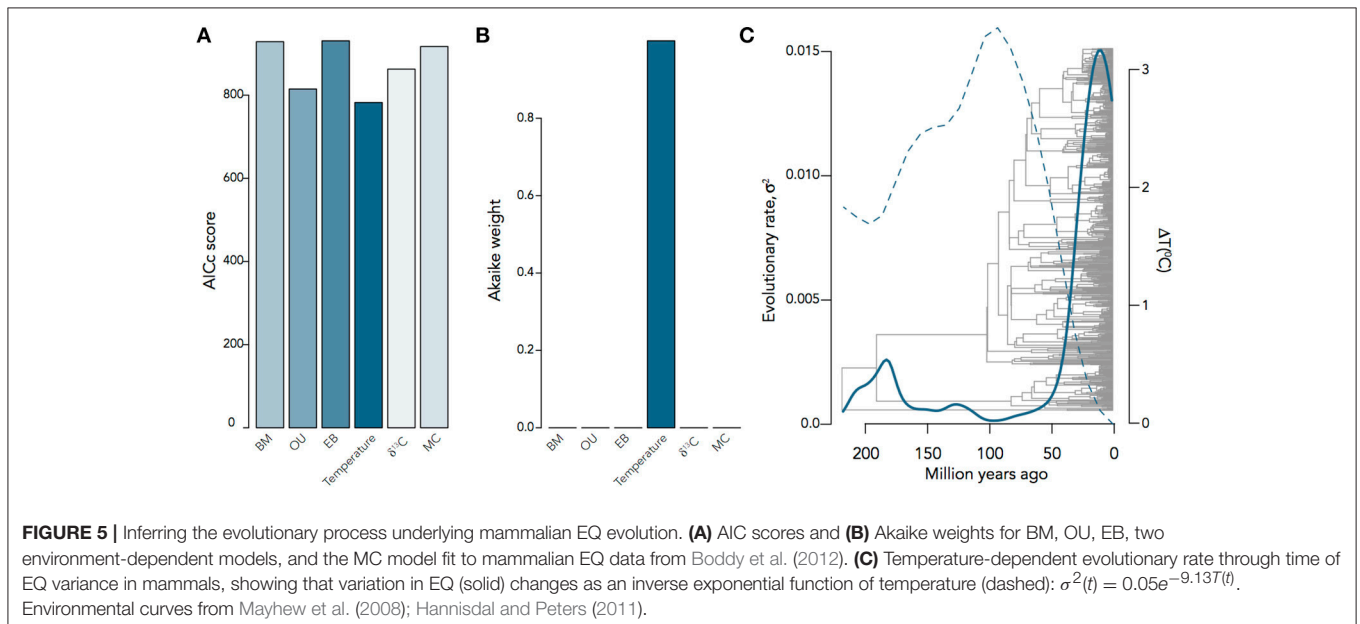 A
AICc score
800
600
400
200
0
BM
OU
EB
Temperature
δ¹³C
MC
B
Akaike weight
0.8
0.6
0.4
0.2
0.0
BM
OU
EB
Temperature
δ¹³C
MC
C
Evolutionary rate, σ²
0.015
0.010
0.005
0.0
200
150
100
50
0
Million years ago
3
2
1
0
ΔT(⁰C)
FIGURE 5 | Inferring the evolutionary process underlying mammalian EQ evolution. (A) AIC scores and (B) Akaike weights for BM, OU, EB, two
environment-dependent models, and the MC model fit to mammalian EQ data from Boddy et al. (2012). (C) Temperature-dependent evolutionary rate through time of
EQ variance in mammals, showing that variation in EQ (solid) changes as an inverse exponential function of temperature (dashed): σ²(t) = 0.05e^−9.13T(t).
Environmental curves from Mayhew et al. (2008); Hannisdal and Peters (2011).